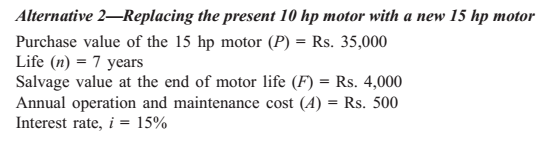 Alternative 2—Replacing the present 10 hp motor with a new 15 hp motor
Purchase value of the 15 hp motor (P) = Rs. 35,000
Life (n) = 7 years
Salvage value at the end of motor life (F) = Rs. 4,000
Annual operation and maintenance cost (A) = Rs. 500
Interest rate, i = 15%